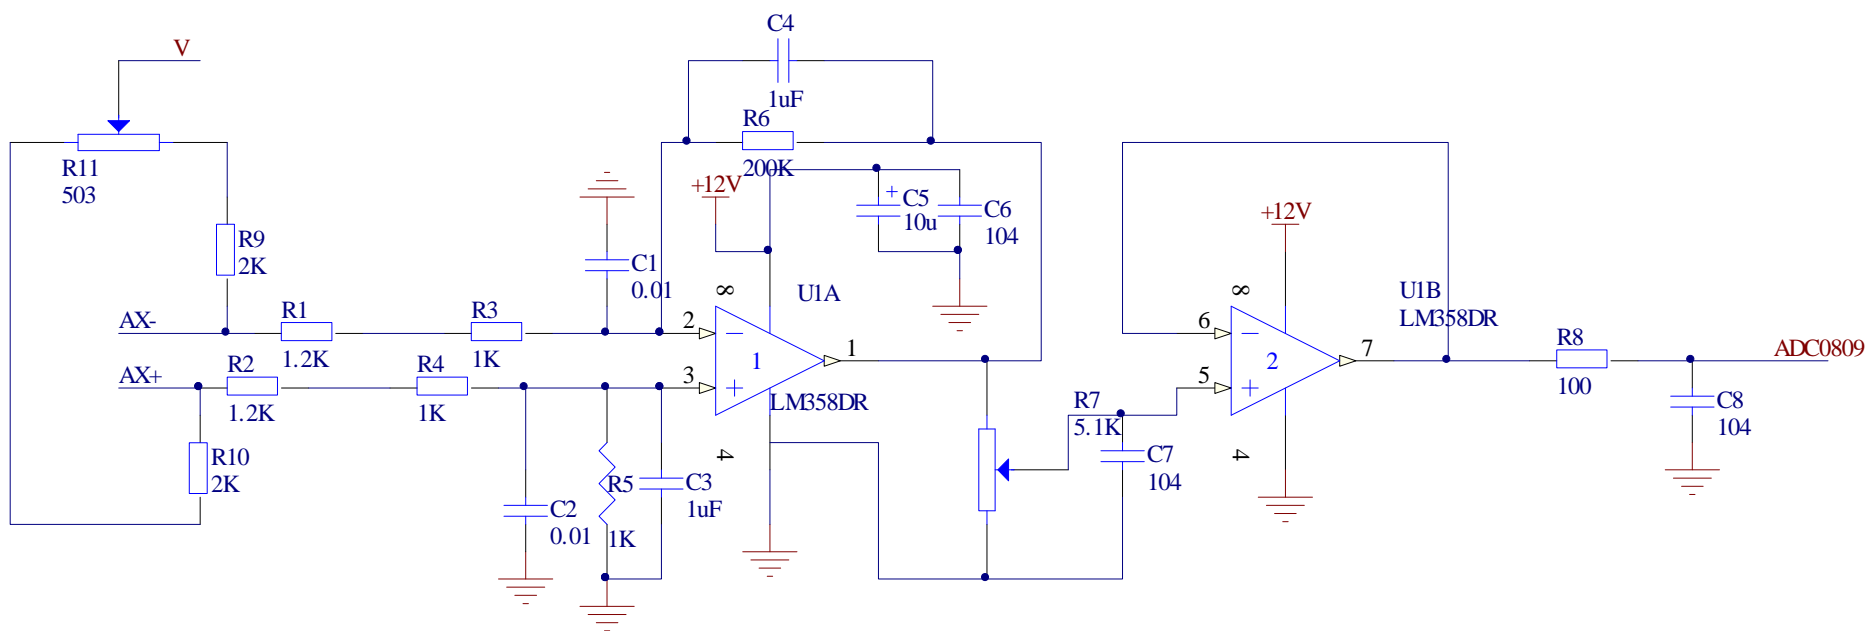 C4
V
1uF
R6
R11
200K
503
+12V
+
C5
10u
C6
104
+12V
R9
2K
C1
0.01
8
U1A
8
U1B
LM358DR
AX-
R1
1.2K
R3
1K
2
1
1
6
2
7
R8
100
ADC0809
AX+
R2
1.2K
R4
1K
3
LM358DR
5
R7
5.1K
C8
104
4
4
C7
104
R10
2K
R5
1K
C3
1uF
C2
0.01